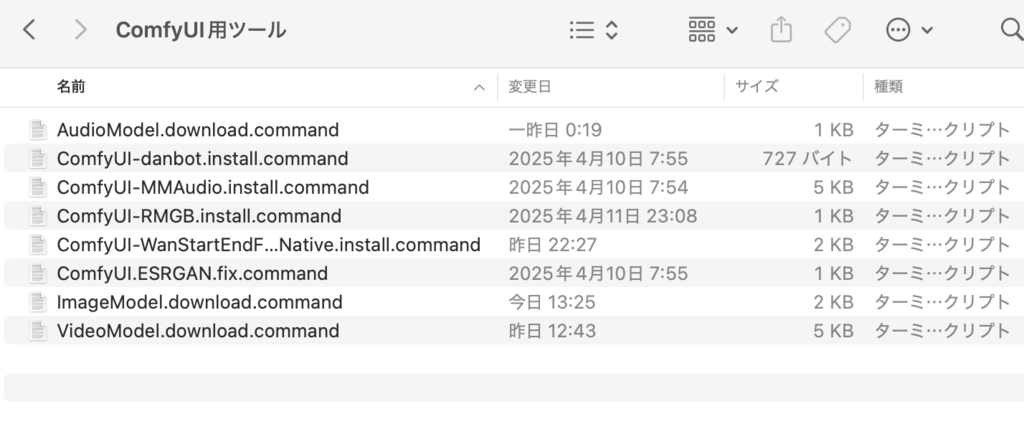 ComfyUI用ツール
名前 変更日 サイズ 種類
AudioModel.download.command 一昨日 0:19 1 KB ターミ…クリプト
ComfyUI-danbot.install.command 2025年4月10日 7:55 727 バイト ターミ…クリプト
ComfyUI-MMAudio.install.command 2025年4月10日 7:54 5 KB ターミ…クリプト
ComfyUI-RMGB.install.command 2025年4月11日 23:08 1 KB ターミ…クリプト
ComfyUI-WanStartEndF...Native.install.command 昨日 22:27 2 KB ターミ…クリプト
ComfyUI.ESRGAN.fix.command 2025年4月10日 7:55 1 KB ターミ…クリプト
ImageModel.download.command 今日 13:25 2 KB ターミ…クリプト
VideoModel.download.command 昨日 12:43 5 KB ターミ…クリプト